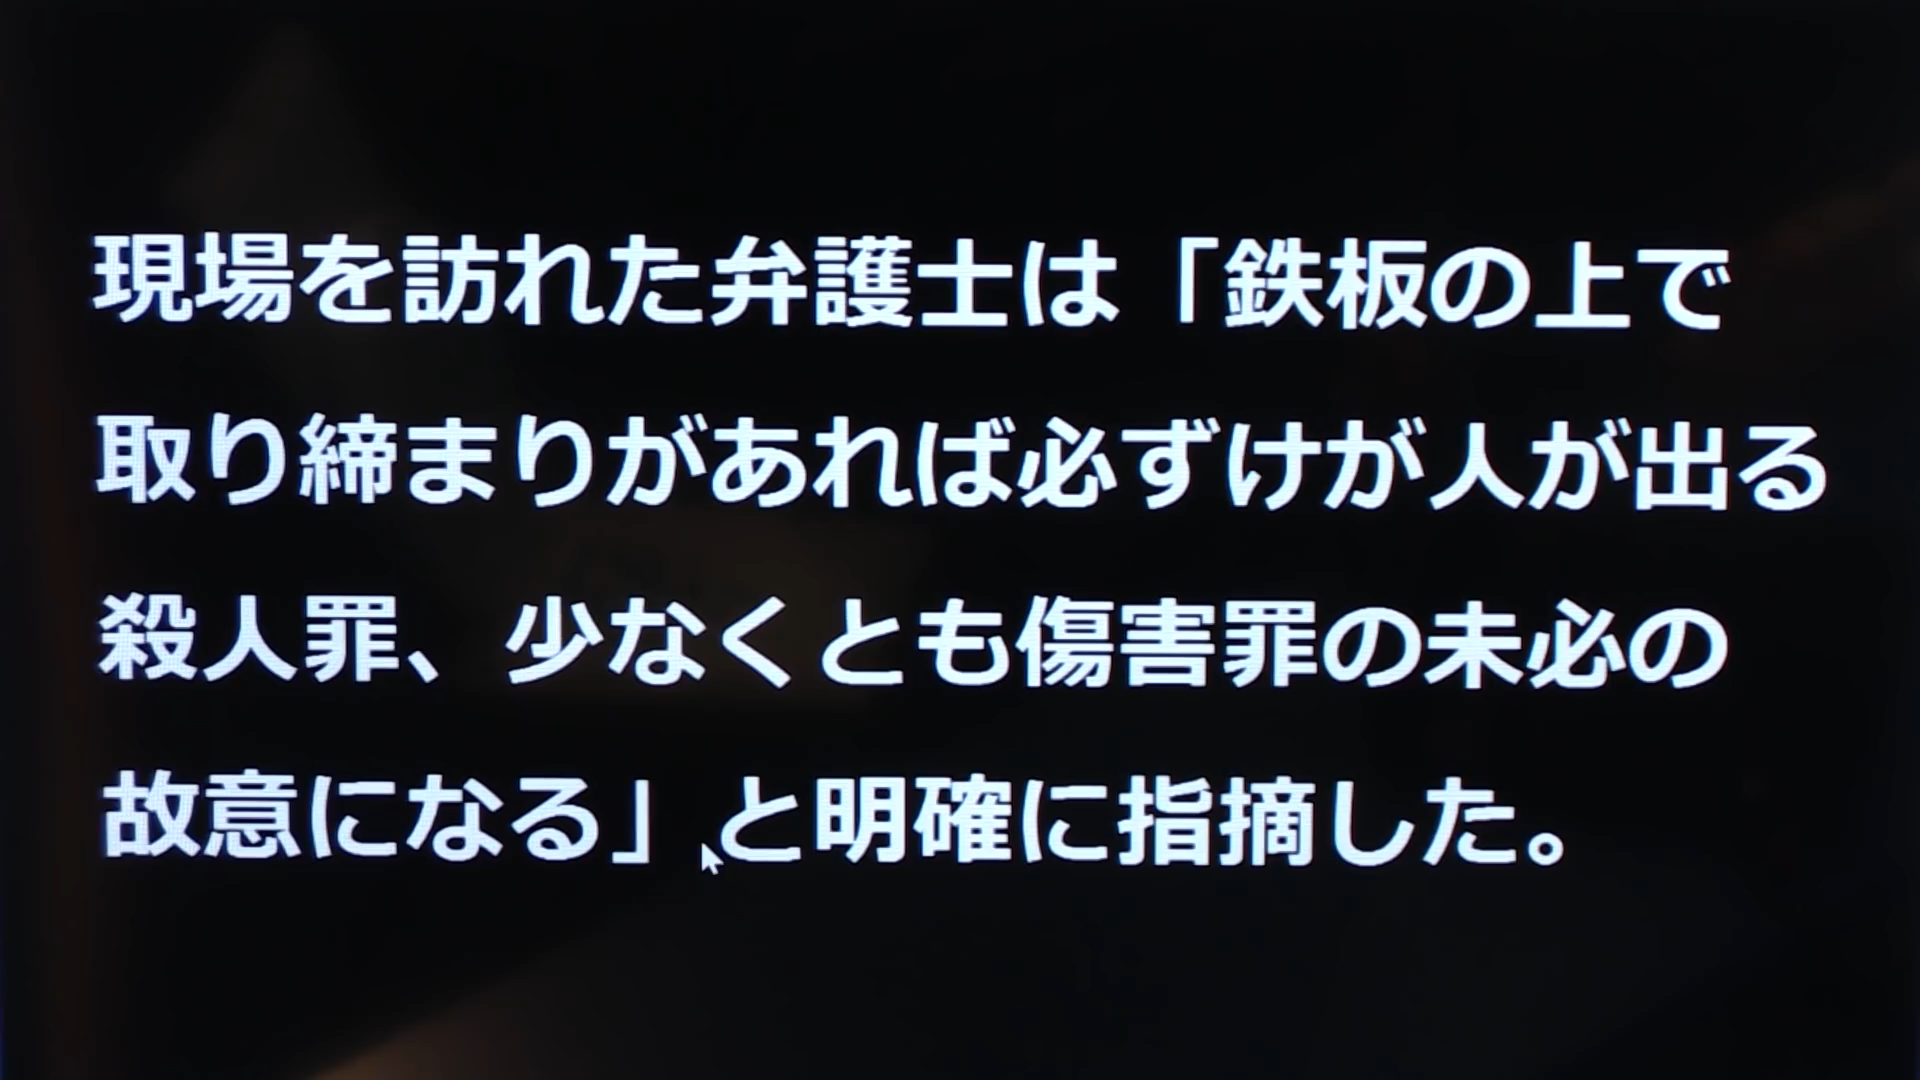 現場を訪れた弁護士は「鉄板の上で
取り締まりがあれば必ずけが人が出る
殺人罪、少なくとも傷害罪の未必の
故意になる」と明確に指摘した。